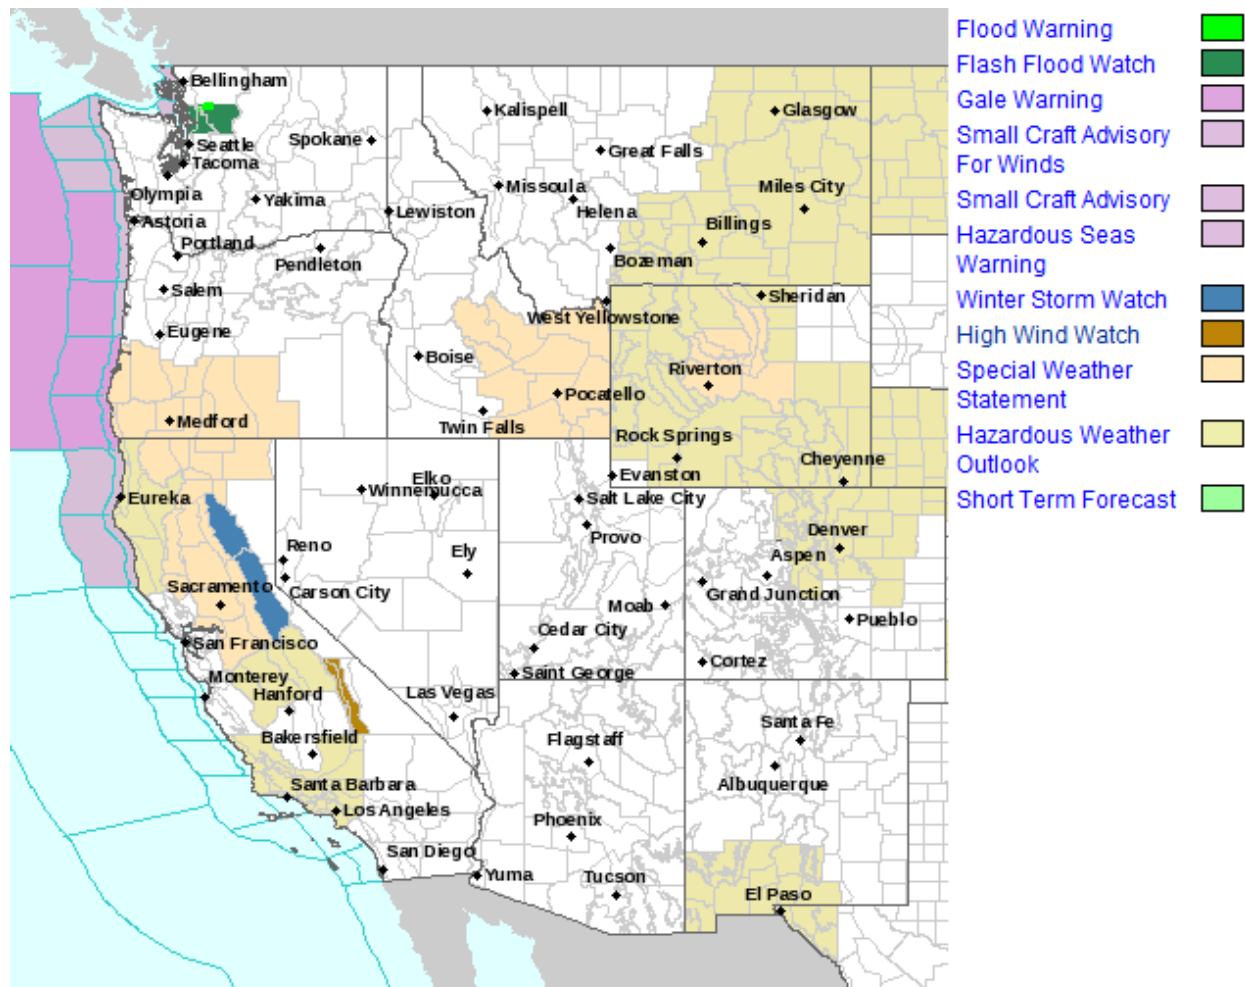 Flood Warning
Flash Flood Watch
Gale Warning
Small Craft Advisory
For Winds
Small Craft Advisory
Hazardous Seas
Warning
Winter Storm Watch
High Wind Watch
Special Weather
Statement
Hazardous Weather
Outlook
Short Term Forecast
Bellingham
Kalispell
Glasgow
Spokane
Seattle
Great Falls
Tacoma
Olympia
Missoula
Miles City
Yakima
Lewiston
Helena
Astoria
Billings
Portland
Pendleton
Bozeman
Salem
Sheridan
West Yellowstone
Eugene
Boise
Riverton
Pocatello
Medford
Twin Falls
Rock Springs
Cheyenne
Elko
Evanston
Winnemucca
Eureka
Salt Lake City
Denver
Provo
Reno
Ely
Aspen
Sacramento
Carson City
Grand Junction
Moab
Pueblo
Cedar City
San Francisco
Cortez
Saint George
Monterey
Hanford
Las Vegas
Santa Fe
Bakersfield
Flagstaff
Albuquerque
Santa Barbara
Los Angeles
Phoenix
San Diego
Yuma
Tucson
El Paso